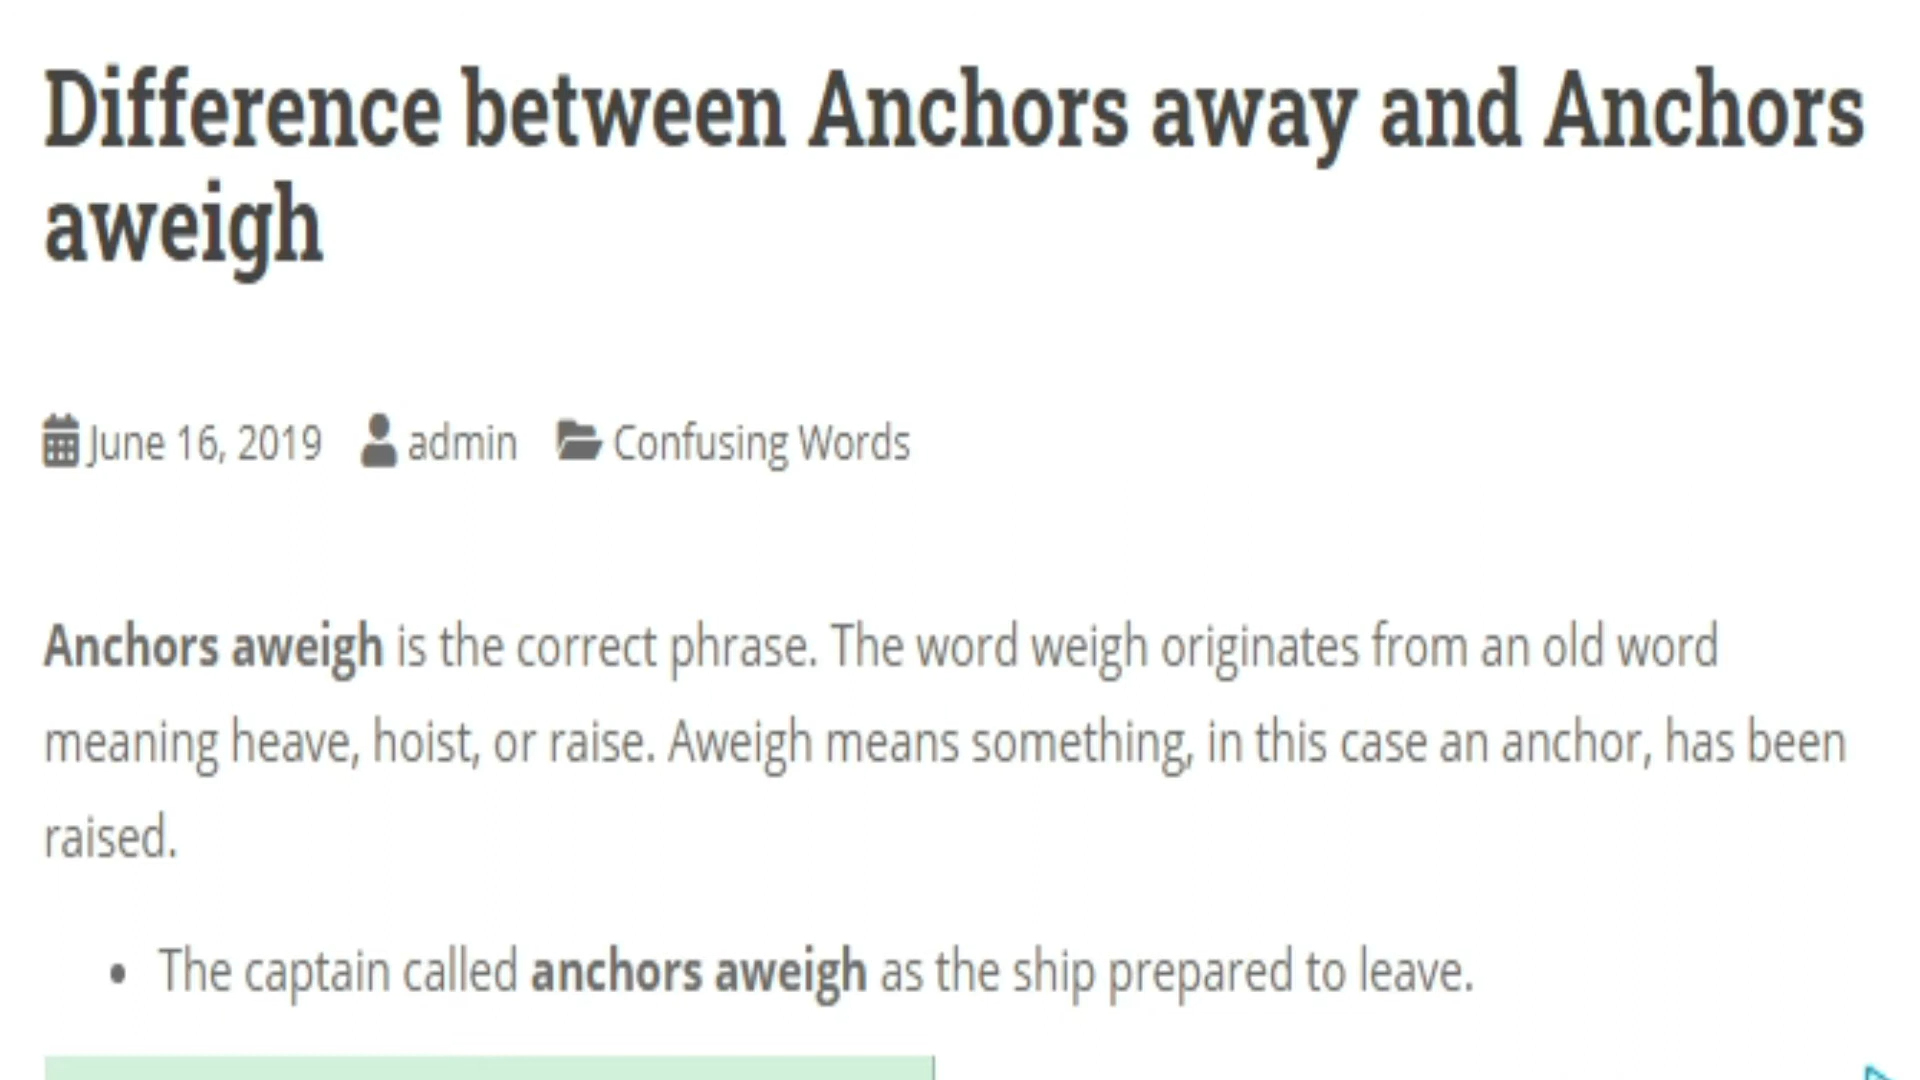 Difference between Anchors away and Anchors
aweigh
June 16, 2019 admin Confusing Words
Anchors aweigh is the correct phrase. The word weigh originates from an old word
meaning heave, hoist, or raise. Aweigh means something, in this case an anchor, has been
raised.
The captain called anchors aweigh as the ship prepared to leave.